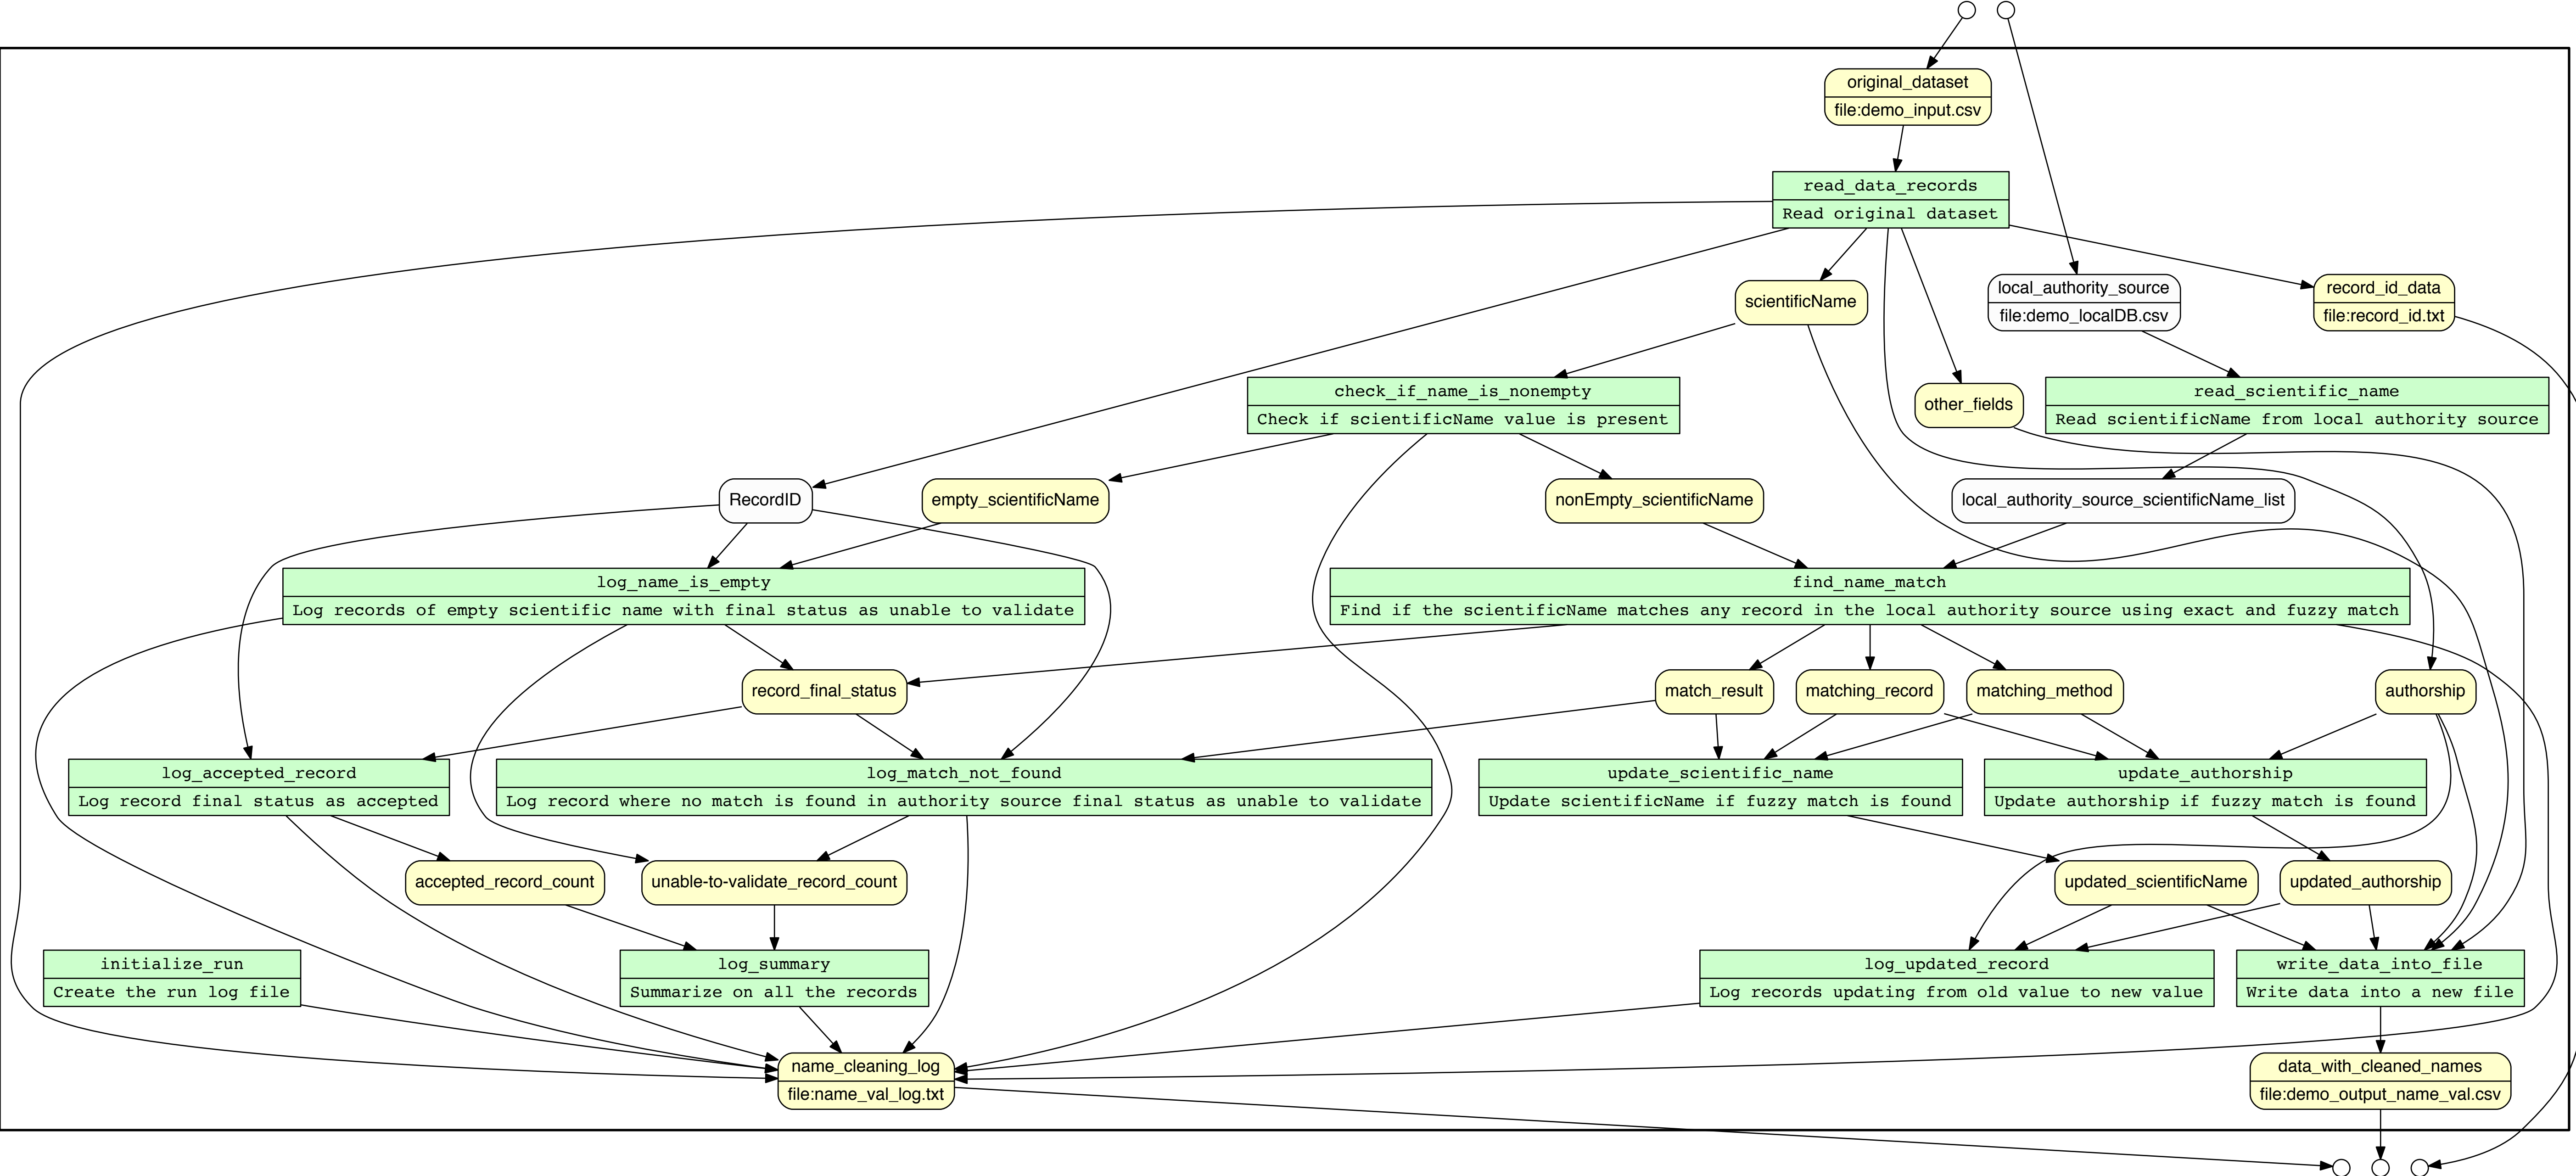 original_dataset
file:demo_input.csv
read_data_records
Read original dataset
scientificName
local_authority_source
file:demo_localDB.csv
record_id_data
file:record_id.txt
check_if_name_is_nonempty
Check if scientificName value is present
other_fields
read_scientific_name
Read scientificName from local authority source
RecordID
empty_scientificName
nonEmpty_scientificName
local_authority_source_scientificName_list
log_name_is_empty
Log records of empty scientific name with final status as unable to validate
find_name_match
Find if the scientificName matches any record in the local authority source using exact and fuzzy match
record_final_status
match_result
matching_record
matching_method
authorship
log_accepted_record
Log record final status as accepted
log_match_not_found
Log record where no match is found in authority source final status as unable to validate
update_scientific_name
Update scientificName if fuzzy match is found
update_authorship
Update authorship if fuzzy match is found
accepted_record_count
unable-to-validate_record_count
updated_scientificName
updated_authorship
initialize_run
Create the run log file
log_summary
Summarize on all the records
log_updated_record
Log records updating from old value to new value
write_data_into_file
Write data into a new file
name_cleaning_log
file:name_val_log.txt
data_with_cleaned_names
file:demo_output_name_val.csv